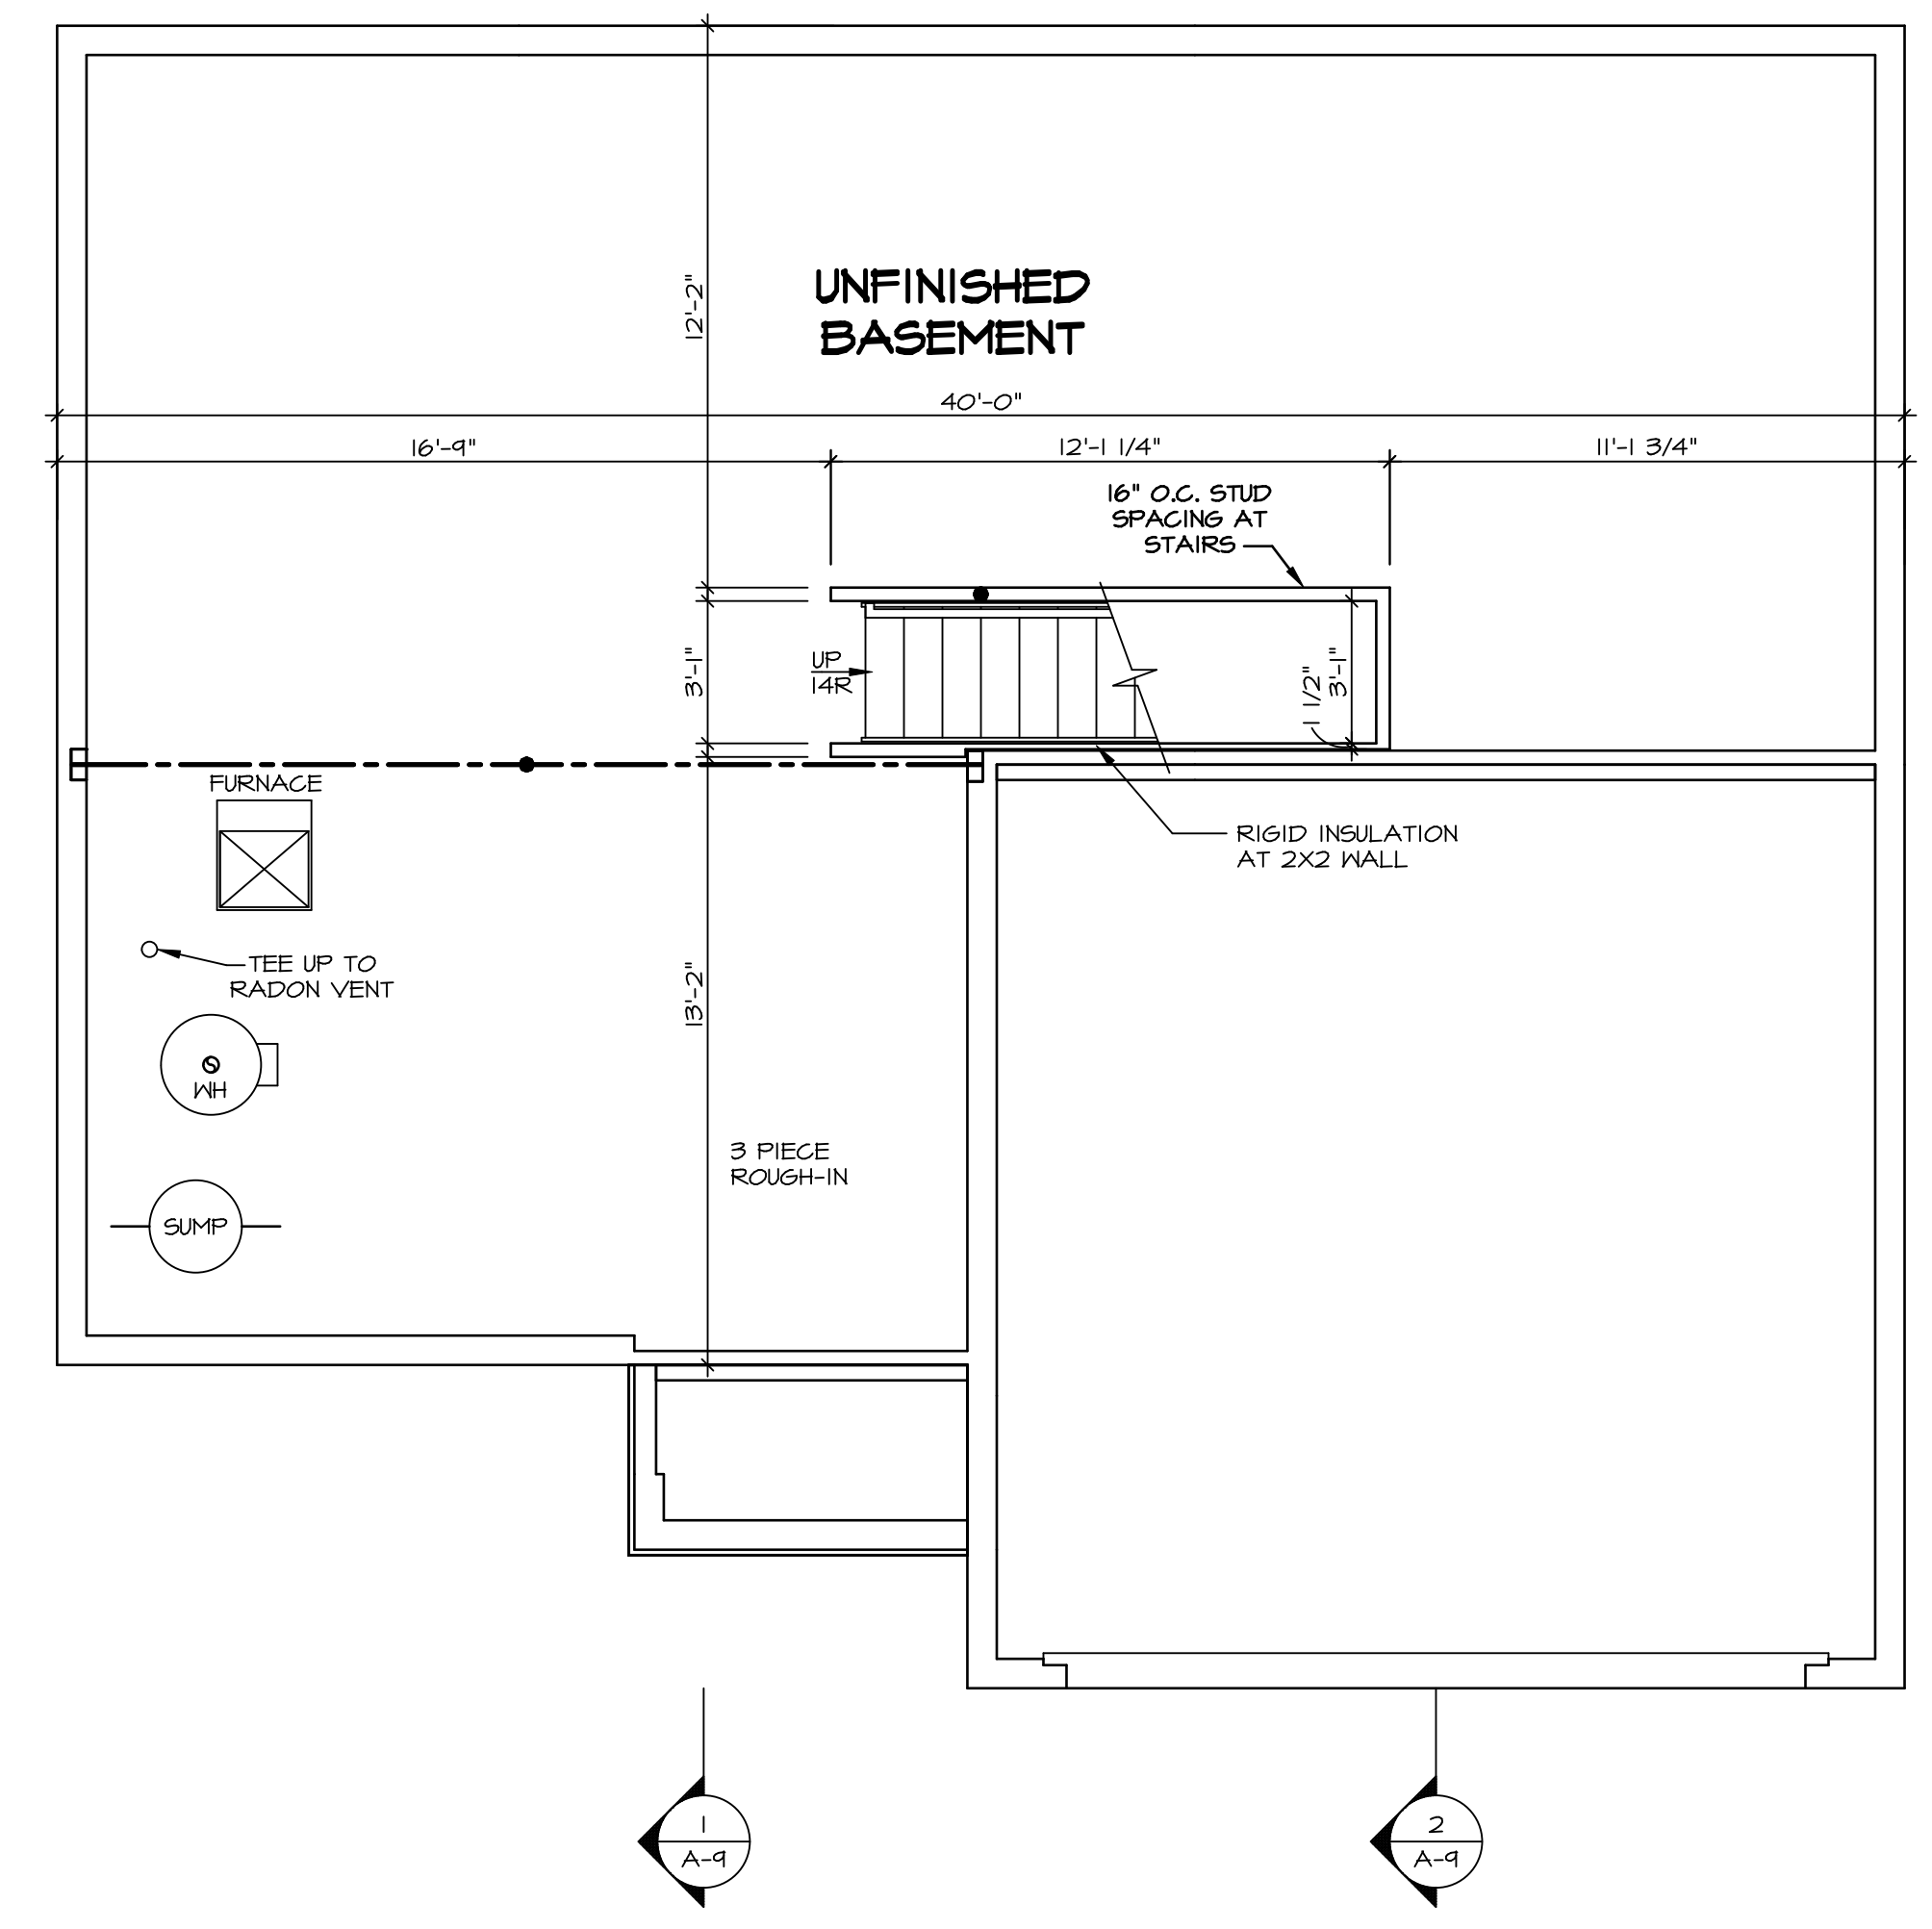 12'-2"
UNFINISHED
BASEMENT
40'-0"
16'-9"
12'-1 1/4"
11'-1 3/4"
16" O.C. STUD
SPACING AT
STAIRS
UP
14R
3'-1"
1 1/2"
3'-1"
FURNACE
RIGID INSULATION
AT 2X2 WALL
TEE UP TO
RADON VENT
13'-2"
WH
3 PIECE
ROUGH-IN
SUMP
1
A-9
2
A-9